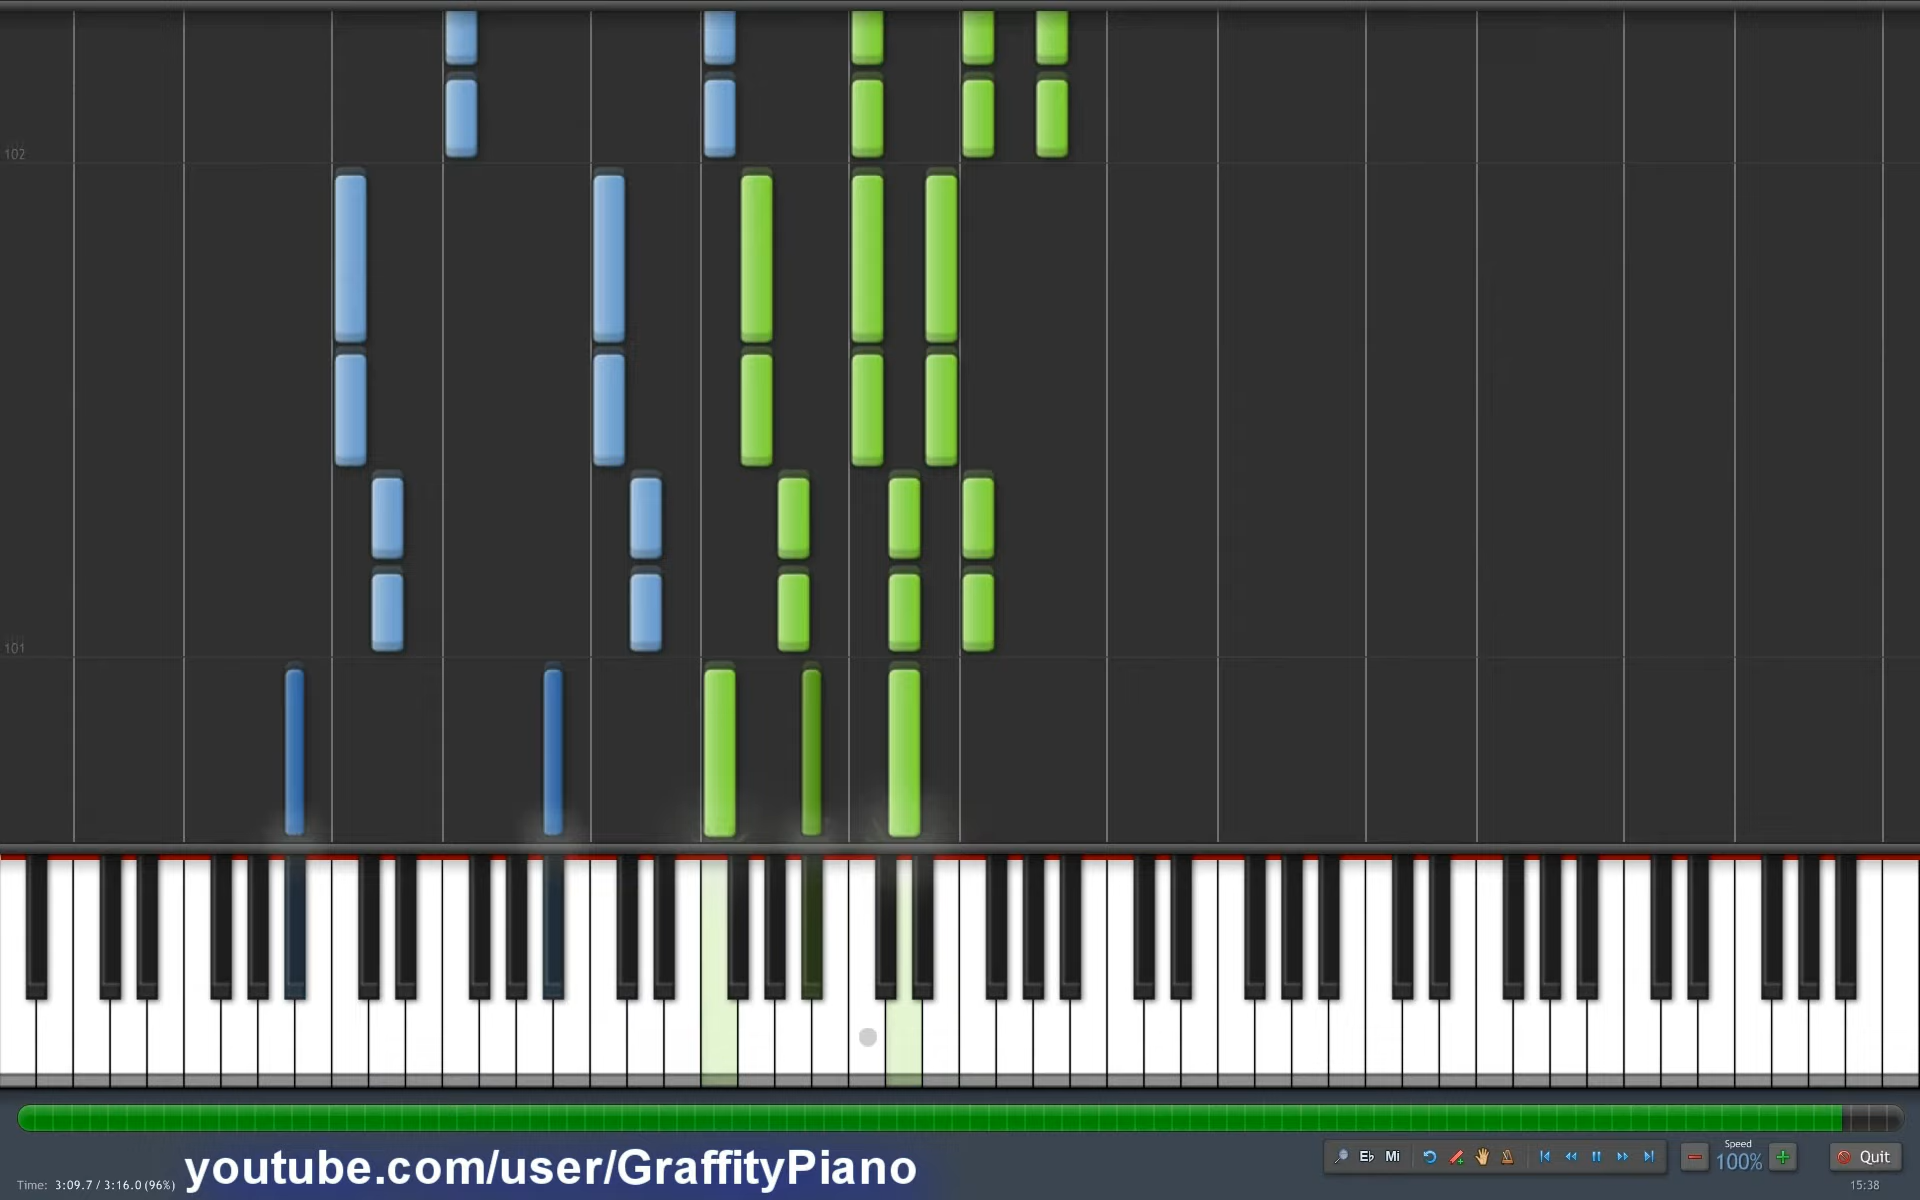 102
101
youtube.com/user/GraffityPiano
Time: 3:09.7 / 3:16.0 (96%)
E♭ Mi
Speed
100%
Quit
15:38